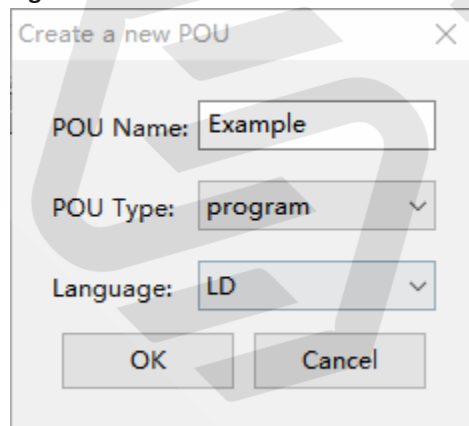 Create a new POU
POU Name: Example
POU Type: program
Language: LD
OK Cancel